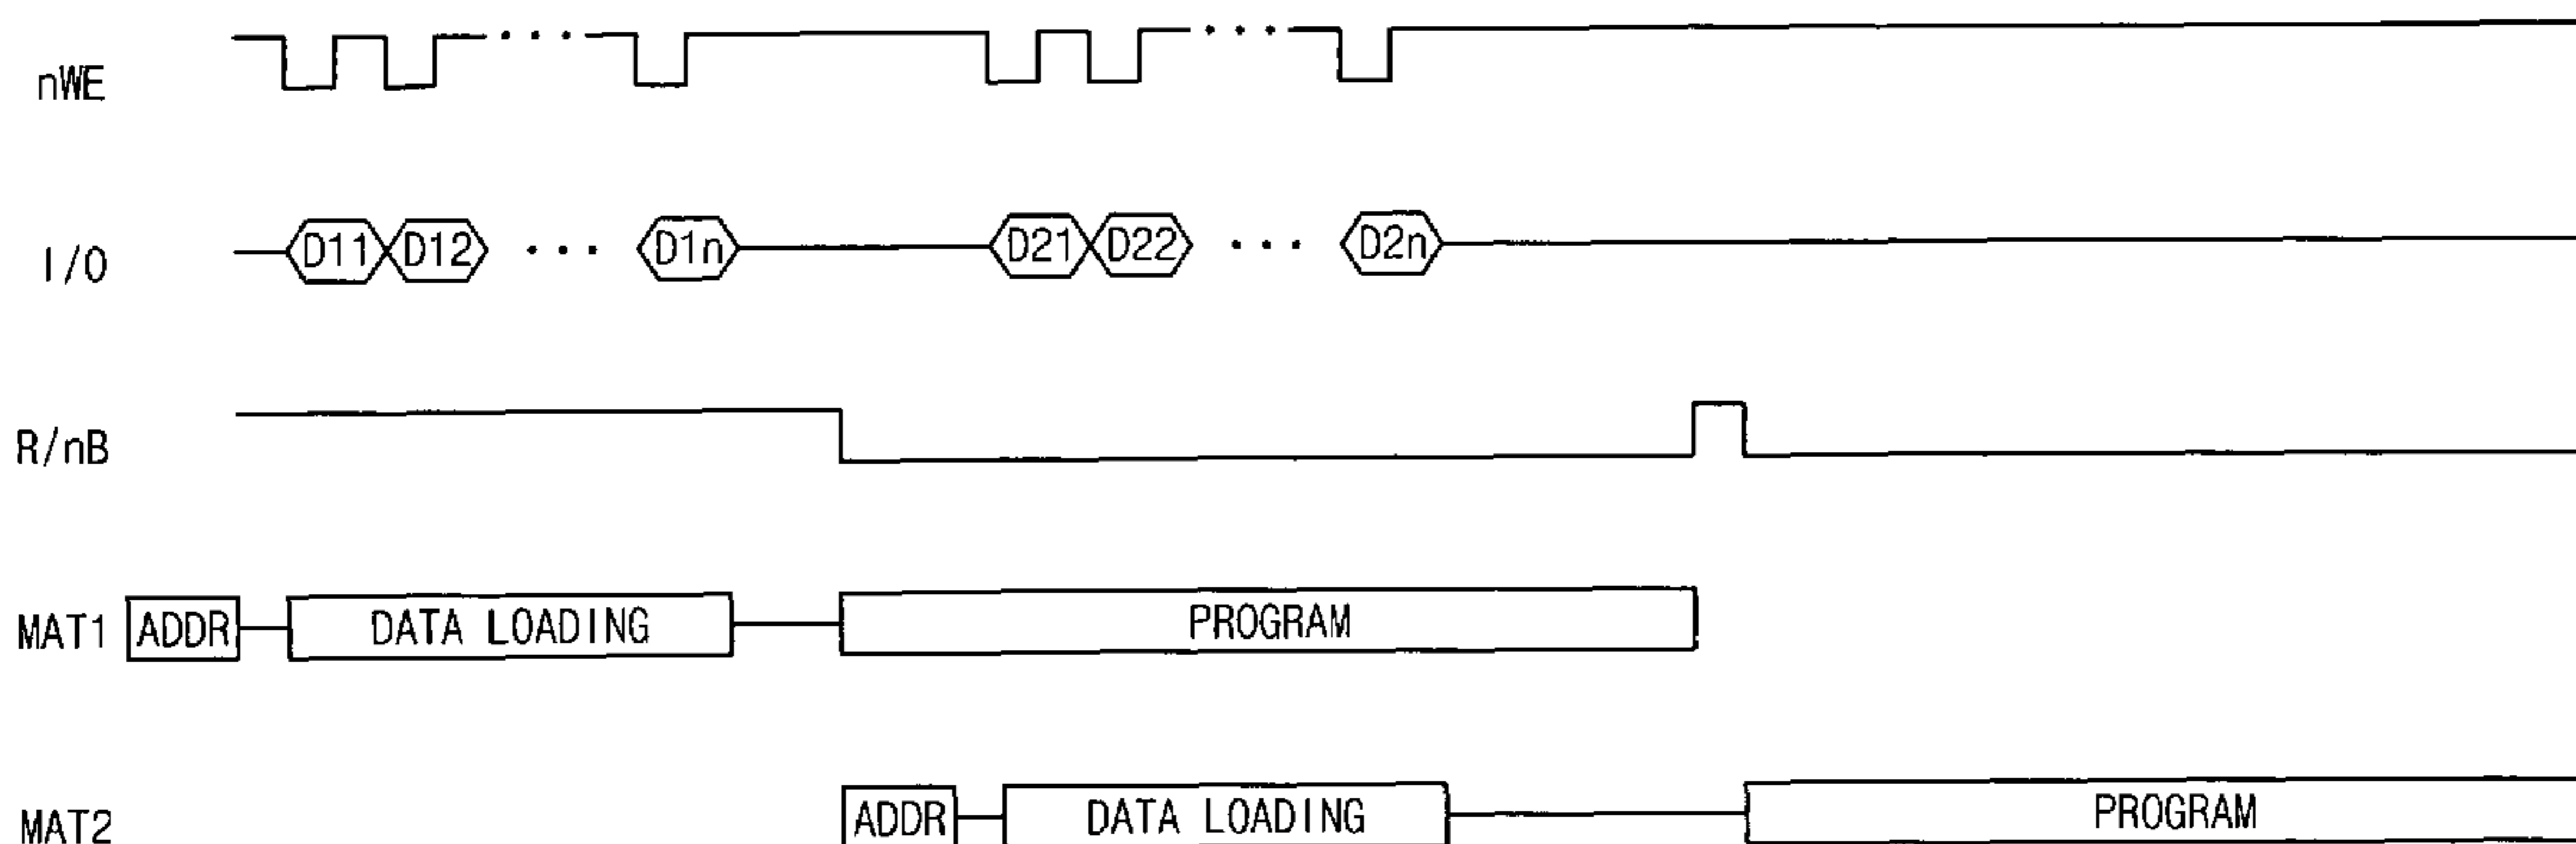 nWE
I/O D11 D12 ... D1n D21 D22 ... D2n
R/nB
MAT1 ADDR DATA LOADING PROGRAM
MAT2 ADDR DATA LOADING PROGRAM